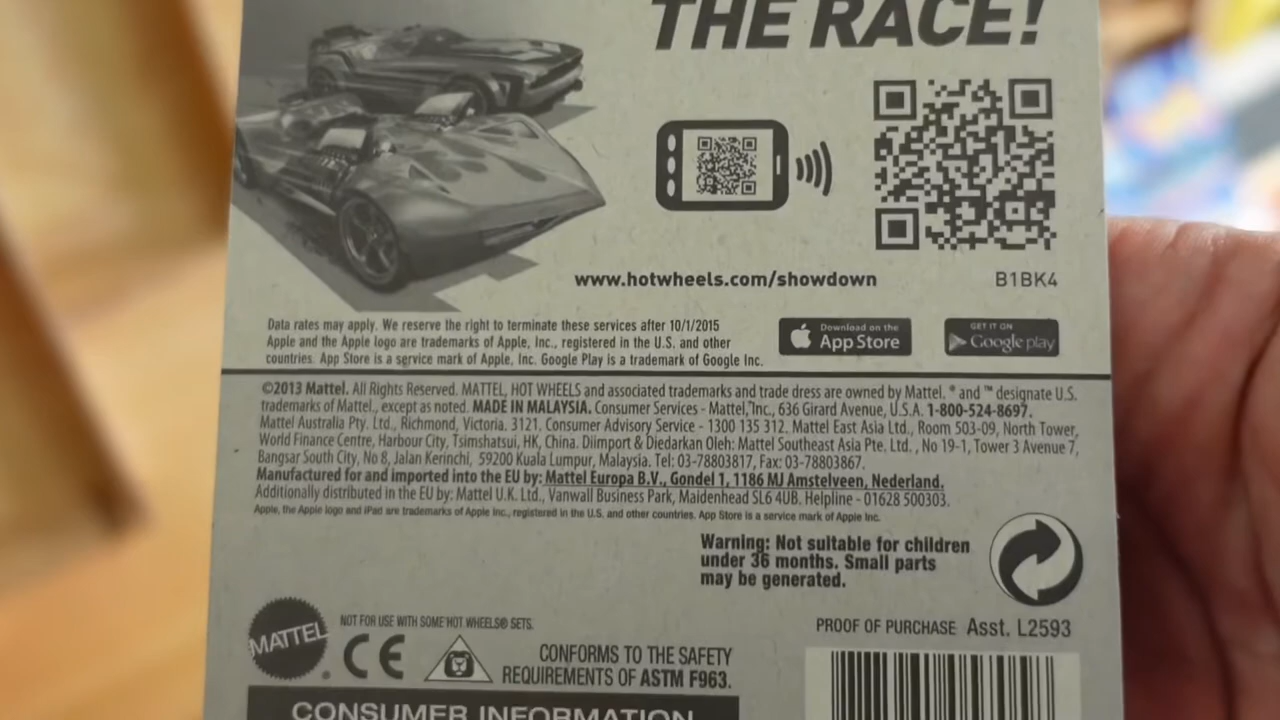 THE RACE!
www.hotwheels.com/showdown
B1BK4
Data rates may apply. We reserve the right to terminate these services after 10/1/2015
Apple and the Apple logo are trademarks of Apple, Inc., registered in the U.S. and other
countries. App Store is a service mark of Apple, Inc. Google Play is a trademark of Google Inc.
Download on the
App Store
GET IT ON
Google play
©2013 Mattel. All Rights Reserved. MATTEL, HOT WHEELS and associated trademarks and trade dress are owned by Mattel. ® and ™ designate U.S.
trademarks of Mattel., except as noted. MADE IN MALAYSIA. Consumer Services - Mattel, Inc., 636 Girard Avenue, U.S.A. 1-800-524-8697.
Mattel Australia Pty. Ltd., Richmond, Victoria. 3121. Consumer Advisory Service - 1300 135 312. Mattel East Asia Ltd., Room 503-09, North Tower,
World Finance Centre, Harbour City, Tsimshatsui, HK, China. Diimport & Diedarkan Oleh: Mattel Southeast Asia Pte. Ltd., No 19-1, Tower 3 Avenue 7,
Bangsar South City, No 8, Jalan Kerinchi, 59200 Kuala Lumpur, Malaysia. Tel: 03-78803817, Fax: 03-78803867.
Manufactured for and imported into the EU by: Mattel Europa B.V., Gondel 1, 1186 MJ Amstelveen, Nederland.
Additionally distributed in the EU by: Mattel U.K. Ltd., Vanwall Business Park, Maidenhead SL6 4UB. Helpline - 01628 500303.
Apple, the Apple logo and iPad are trademarks of Apple Inc., registered in the U.S. and other countries. App Store is a service mark of Apple Inc.
Warning: Not suitable for children
under 36 months. Small parts
may be generated.
PROOF OF PURCHASE Asst. L2593
MATTEL
NOT FOR USE WITH SOME HOT WHEELS® SETS.
CE
CONFORMS TO THE SAFETY
REQUIREMENTS OF ASTM F963.
CONSUMER INFORMATION